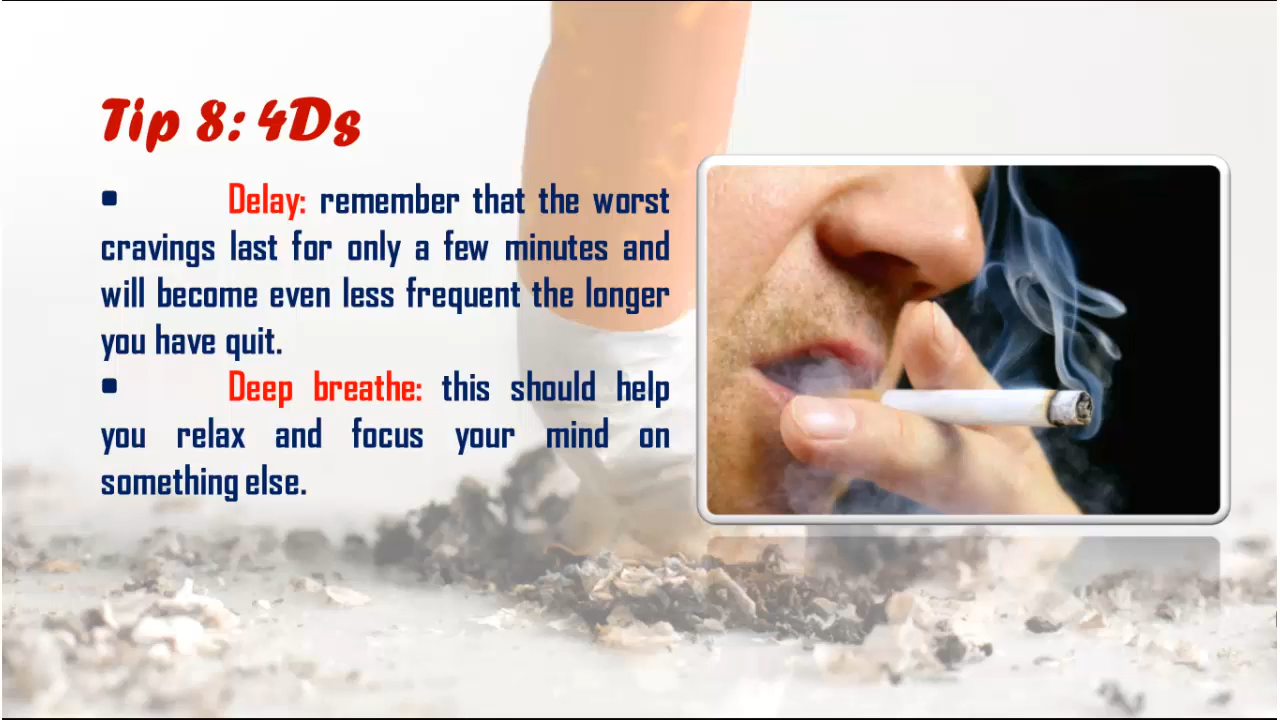 Tip 8: 4Ds
▪ Delay: remember that the worst
cravings last for only a few minutes and
will become even less frequent the longer
you have quit.
▪ Deep breathe: this should help
you relax and focus your mind on
something else.